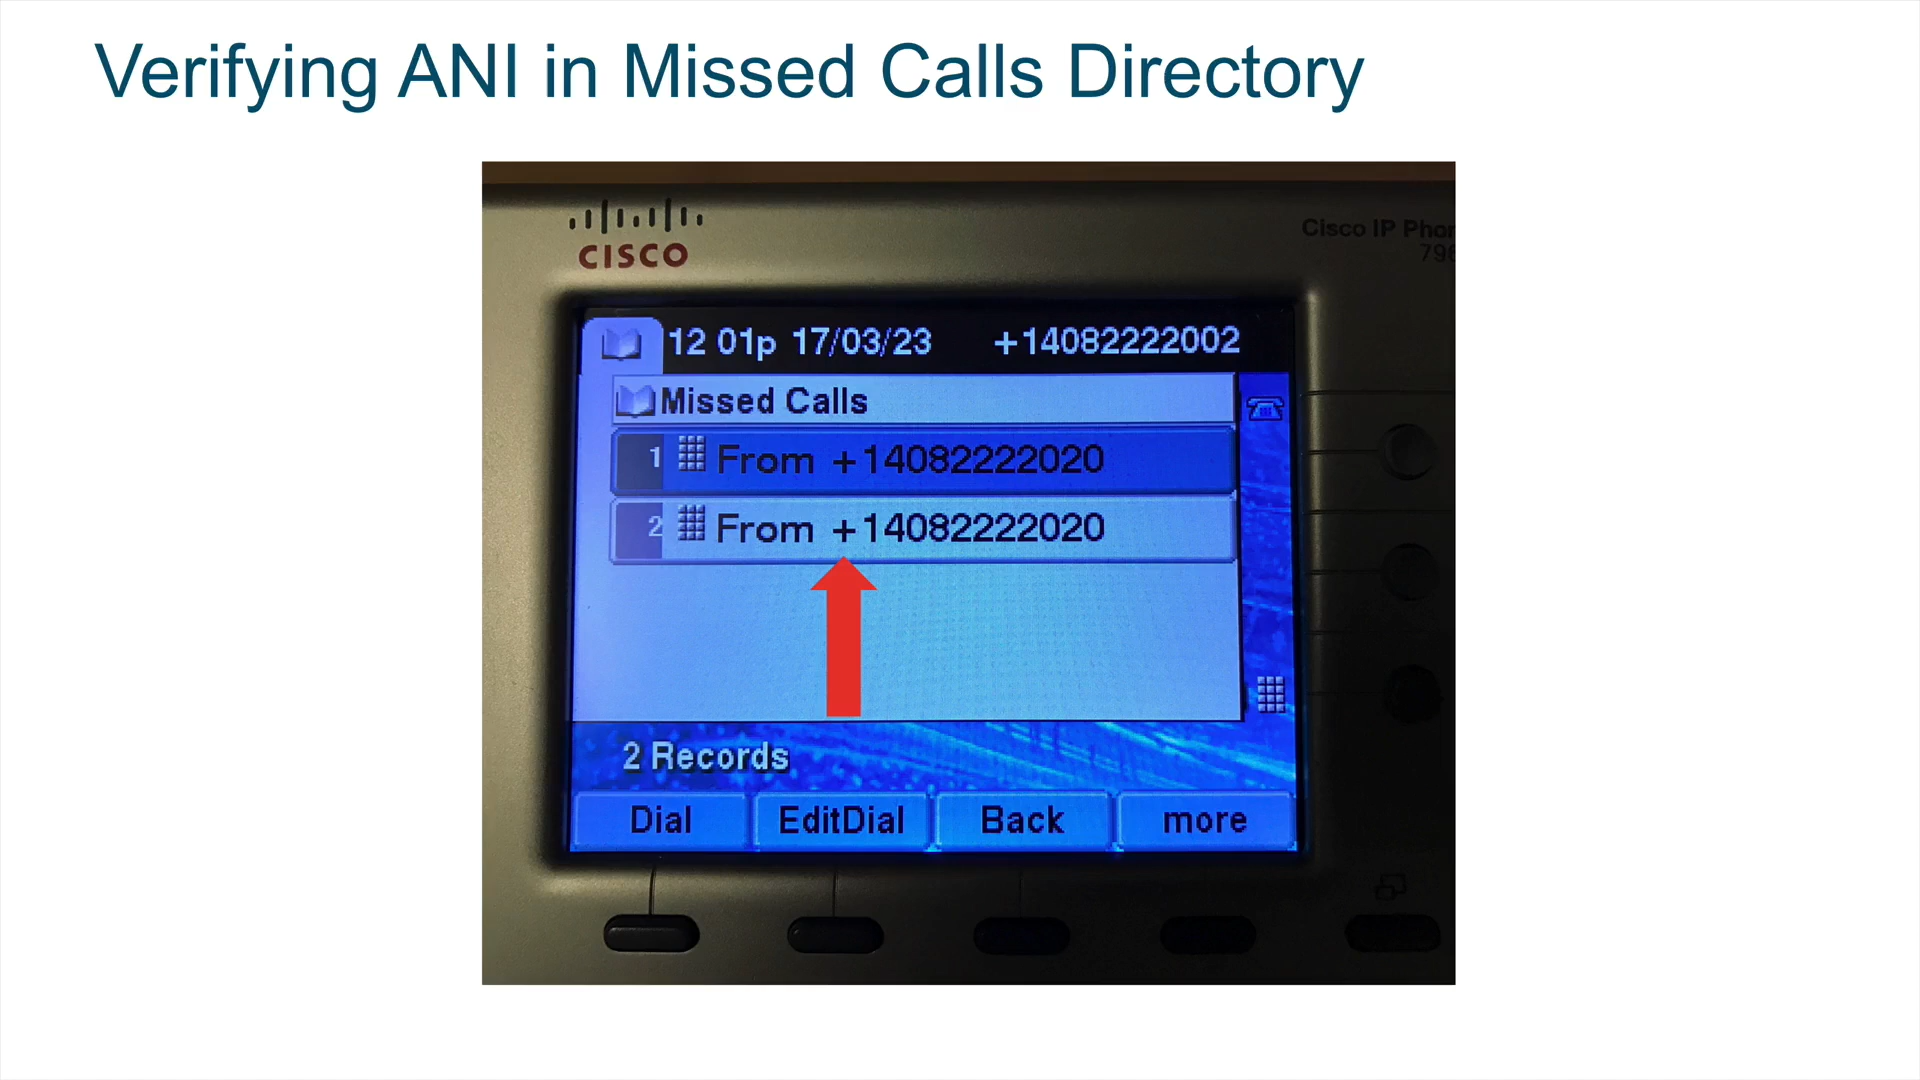 Verifying ANI in Missed Calls Directory
CISCO
Cisco IP Phon
796
12 01p 17/03/23 +14082222002
Missed Calls
1 From +14082222020
2 From +14082222020
2 Records
Dial EditDial Back more